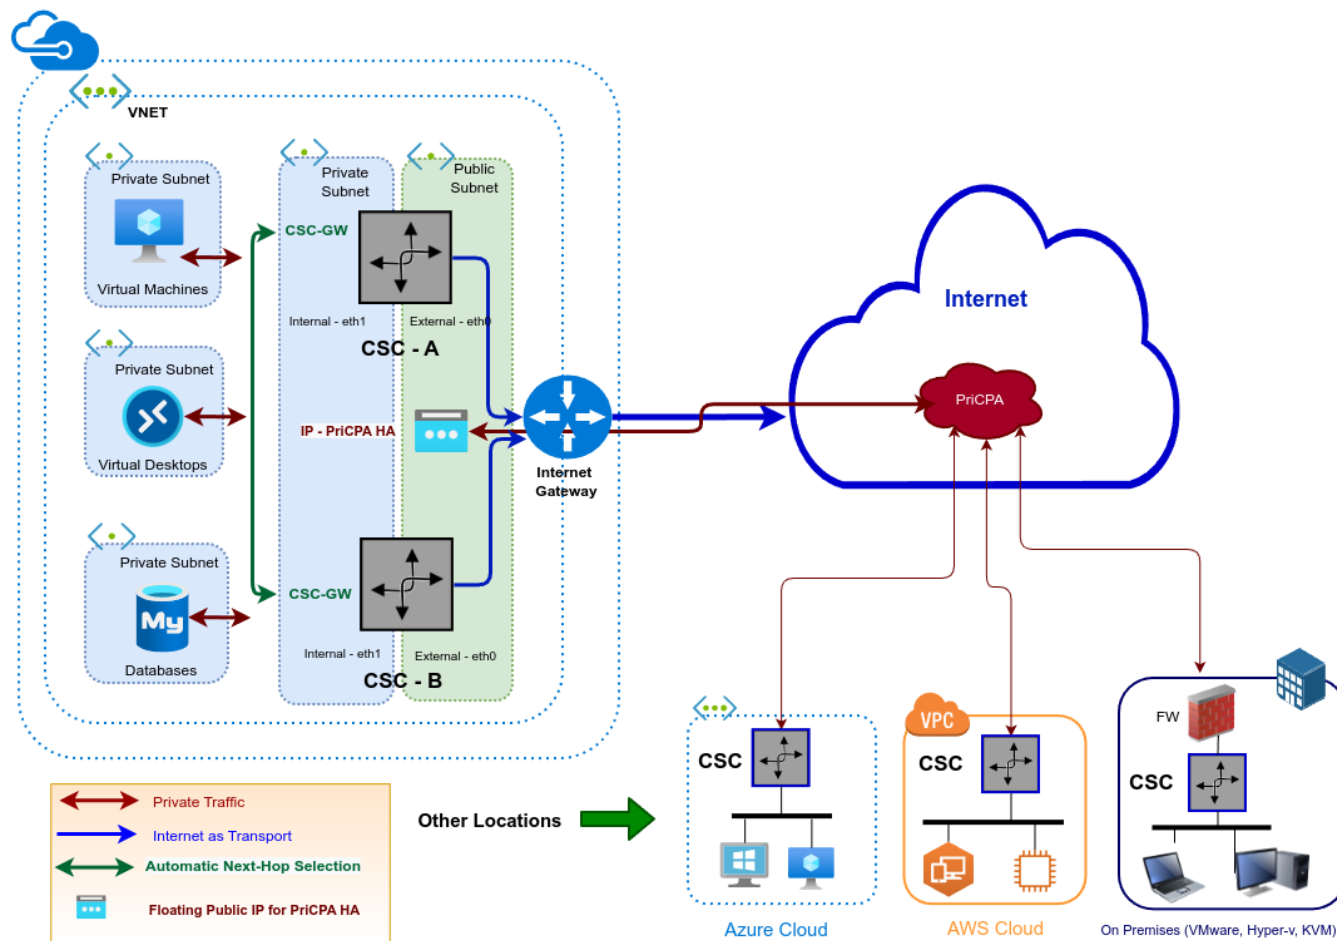 VNET
Private Subnet
Virtual Machines
Private Subnet
Virtual Desktops
Private Subnet
My
Databases
Private
Subnet
Public
Subnet
CSC-GW
Internal - eth1
External - eth0
CSC - A
IP - PriCPA HA
CSC-GW
Internal - eth1
External - eth0
CSC - B
Internet
Gateway
Internet
PriCPA
Private Traffic
Internet as Transport
Automatic Next-Hop Selection
Floating Public IP for PriCPA HA
Other Locations
CSC
Azure Cloud
VPC
CSC
AWS Cloud
FW
CSC
On Premises (VMware, Hyper-v, KVM)